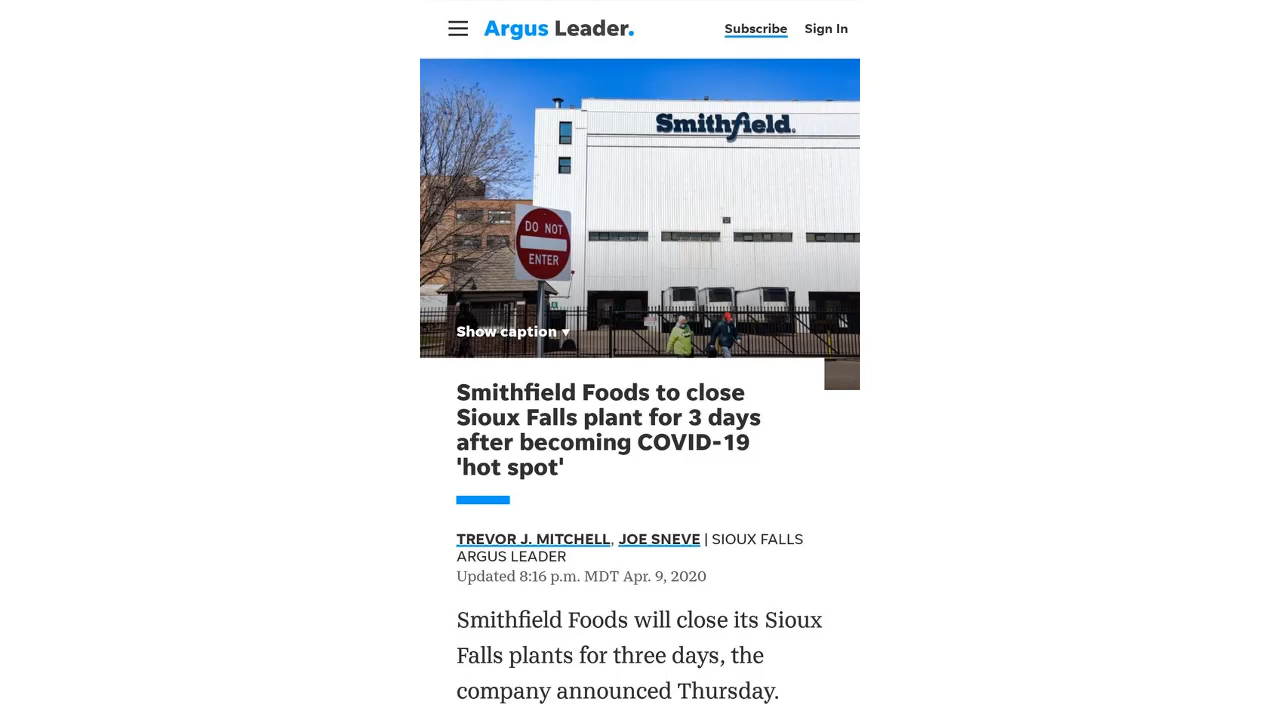 Argus Leader.
Subscribe
Sign In
Smithfield
DO NOT
ENTER
Show caption ▼
Smithfield Foods to close
Sioux Falls plant for 3 days
after becoming COVID-19
'hot spot'
TREVOR J. MITCHELL, JOE SNEVE | SIOUX FALLS
ARGUS LEADER
Updated 8:16 p.m. MDT Apr. 9, 2020
Smithfield Foods will close its Sioux
Falls plants for three days, the
company announced Thursday.